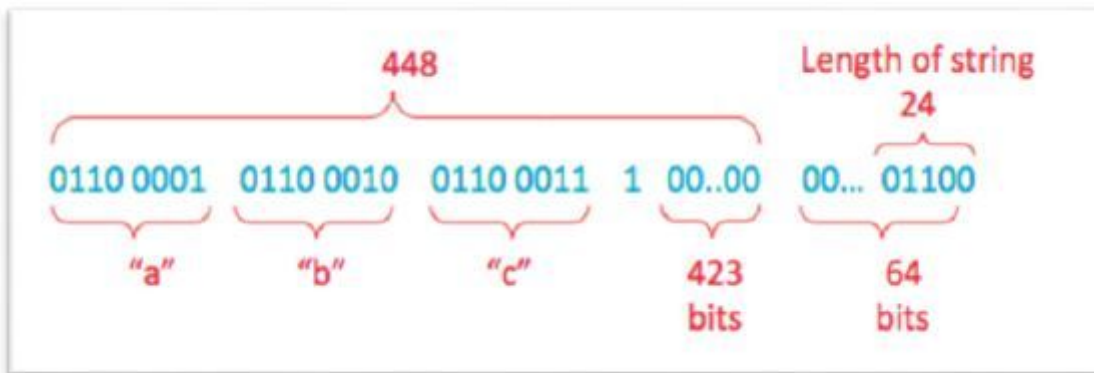 448
Length of string
24
0110 0001 0110 0010 0110 0011 1 00..00 00... 01100
"a" "b" "c" 423 64
bits bits